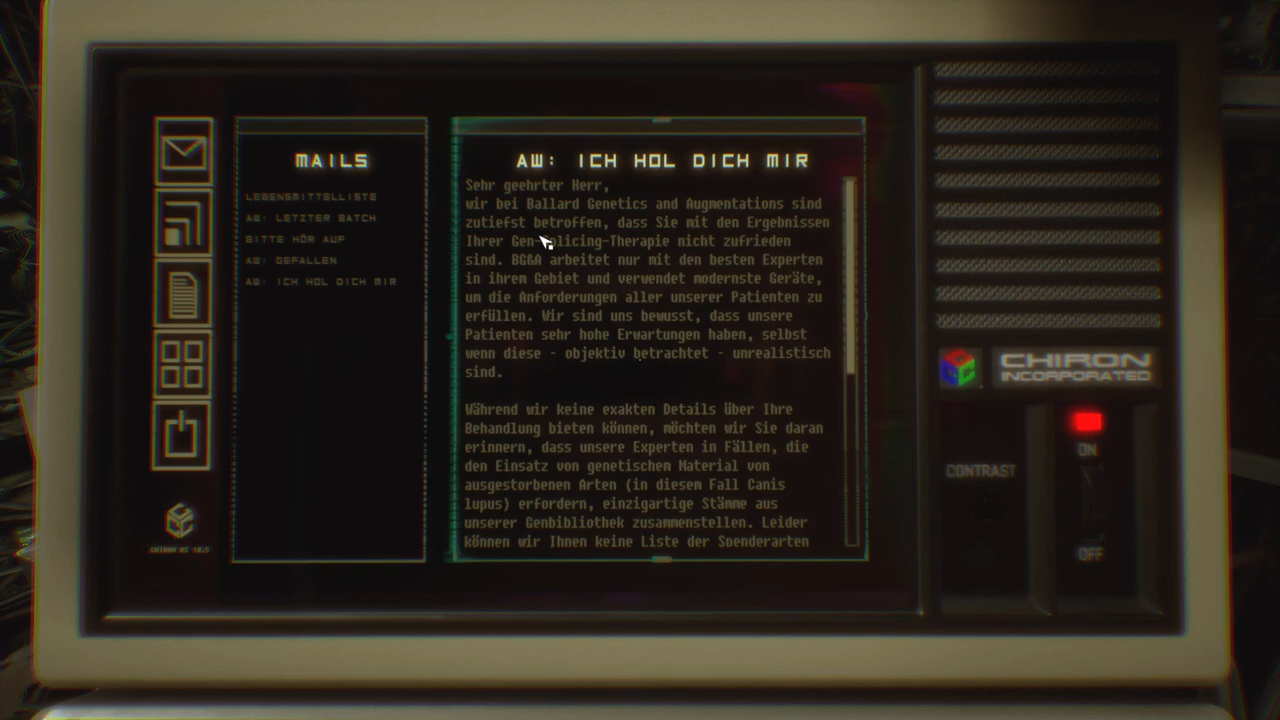 MAILS
LEBENSMITTELLISTE
AW: LETZTER BATCH
BITTE HÖR AUF
AW: GEFALLEN
AW: ICH HOL DICH MIR
AW: ICH HOL DICH MIR
Sehr geehrter Herr,
wir bei Ballard Genetics and Augmentations sind
zutiefst betroffen, dass Sie mit den Ergebnissen
Ihrer Gen-Splicing-Therapie nicht zufrieden
sind. BG&A arbeitet nur mit den besten Experten
in ihrem Gebiet und verwendet modernste Geräte,
um die Anforderungen aller unserer Patienten zu
erfüllen. Wir sind uns bewusst, dass unsere
Patienten sehr hohe Erwartungen haben, selbst
wenn diese - objektiv betrachtet - unrealistisch
sind.
Während wir keine exakten Details über Ihre
Behandlung bieten können, möchten wir Sie daran
erinnern, dass unsere Experten in Fällen, die
den Einsatz von genetischem Material von
ausgestorbenen Arten (in diesem Fall Canis
lupus) erfordern, einzigartige Stämme aus
unserer Genbibliothek zusammenstellen. Leider
können wir Ihnen keine Liste der Spenderarten
CHIRON
INCORPORATED
CONTRAST
ON
OFF